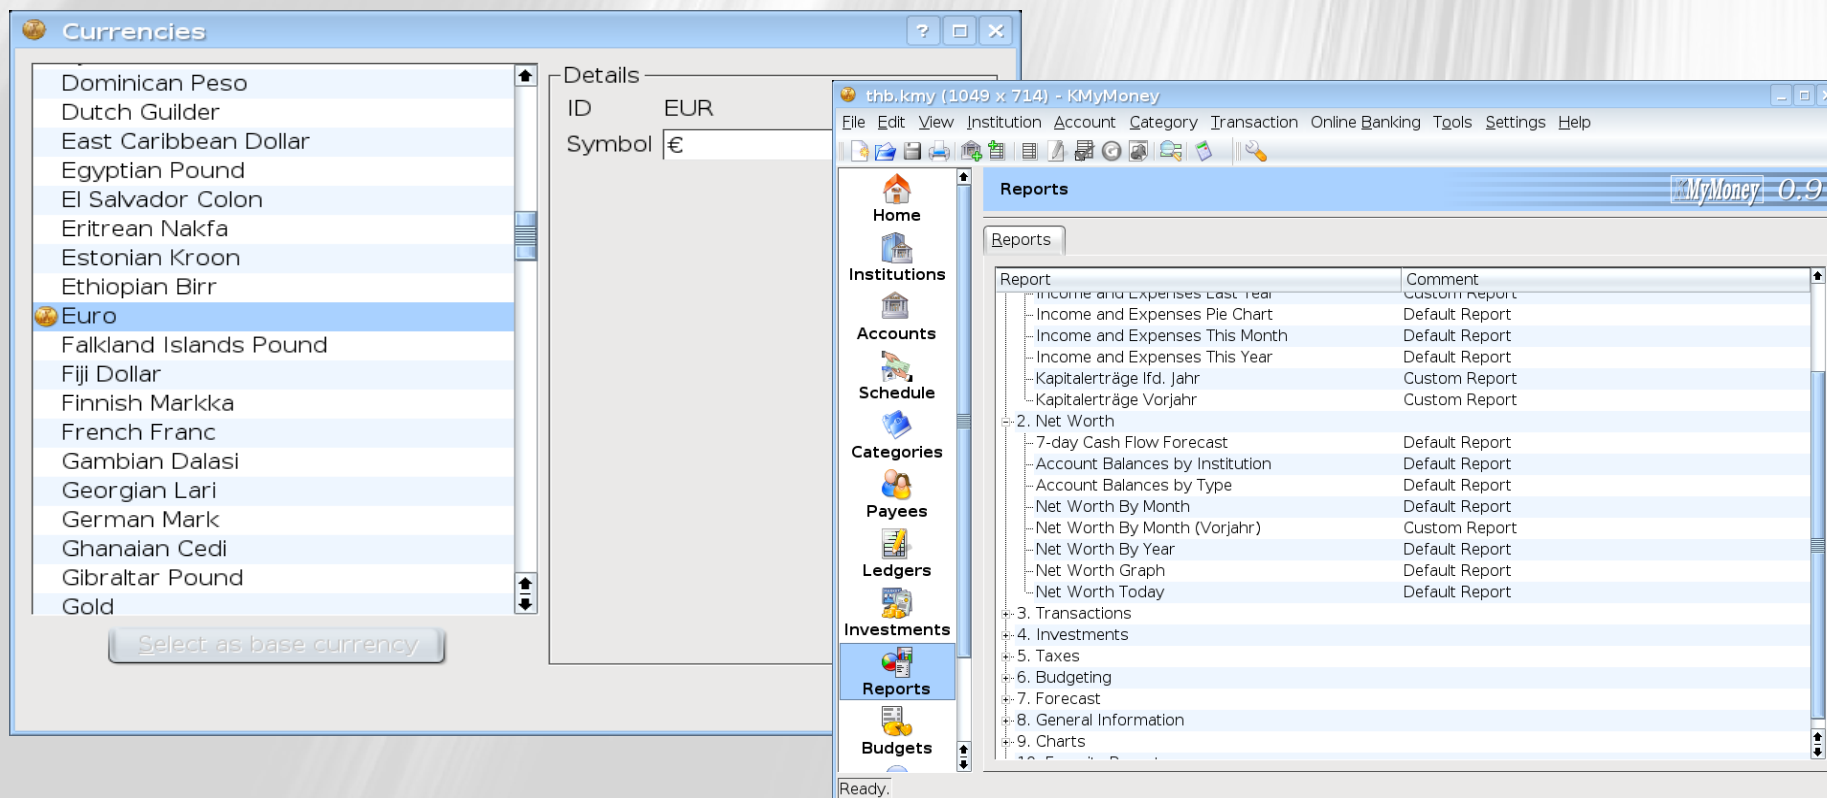 Currencies
Dominican Peso
Dutch Guilder
East Caribbean Dollar
Egyptian Pound
El Salvador Colon
Eritrean Nakfa
Estonian Kroon
Ethiopian Birr
Euro
Falkland Islands Pound
Fiji Dollar
Finnish Markka
French Franc
Gambian Dalasi
Georgian Lari
German Mark
Ghanaian Cedi
Gibraltar Pound
Gold
Select as base currency
Details
ID EUR
Symbol €
thb.kmy (1049 x 714) - KMyMoney
File Edit View Institution Account Category Transaction Online Banking Tools Settings Help
Home
Institutions
Accounts
Schedule
Categories
Payees
Ledgers
Investments
Reports
Budgets
Reports
KMyMoney 0.9
Reports
Report Comment
Income and Expenses Last Year Custom Report
Income and Expenses Pie Chart Default Report
Income and Expenses This Month Default Report
Income and Expenses This Year Default Report
Kapitalerträge lfd. Jahr Custom Report
Kapitalerträge Vorjahr Custom Report
2. Net Worth
7-day Cash Flow Forecast Default Report
Account Balances by Institution Default Report
Account Balances by Type Default Report
Net Worth By Month Default Report
Net Worth By Month (Vorjahr) Custom Report
Net Worth By Year Default Report
Net Worth Graph Default Report
Net Worth Today Default Report
3. Transactions
4. Investments
5. Taxes
6. Budgeting
7. Forecast
8. General Information
9. Charts
Ready.